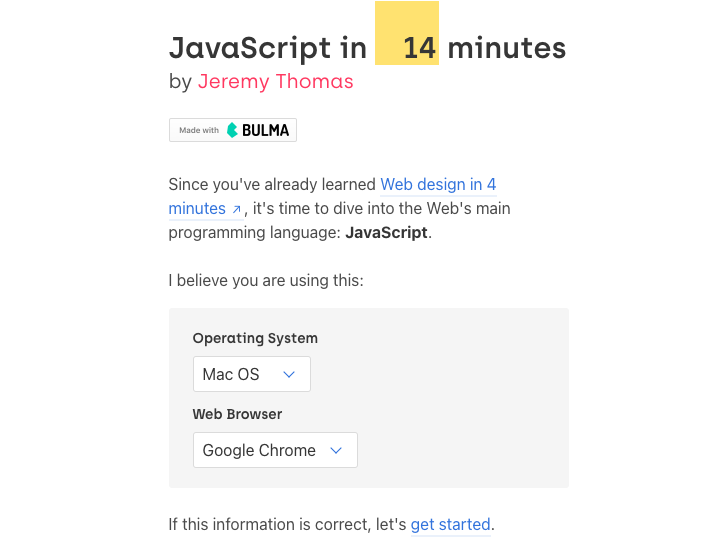 JavaScript in 14 minutes
by Jeremy Thomas
Made with BULMA
Since you've already learned Web design in 4
minutes ↗, it's time to dive into the Web's main
programming language: JavaScript.
I believe you are using this:
Operating System
Mac OS
Web Browser
Google Chrome
If this information is correct, let's get started.